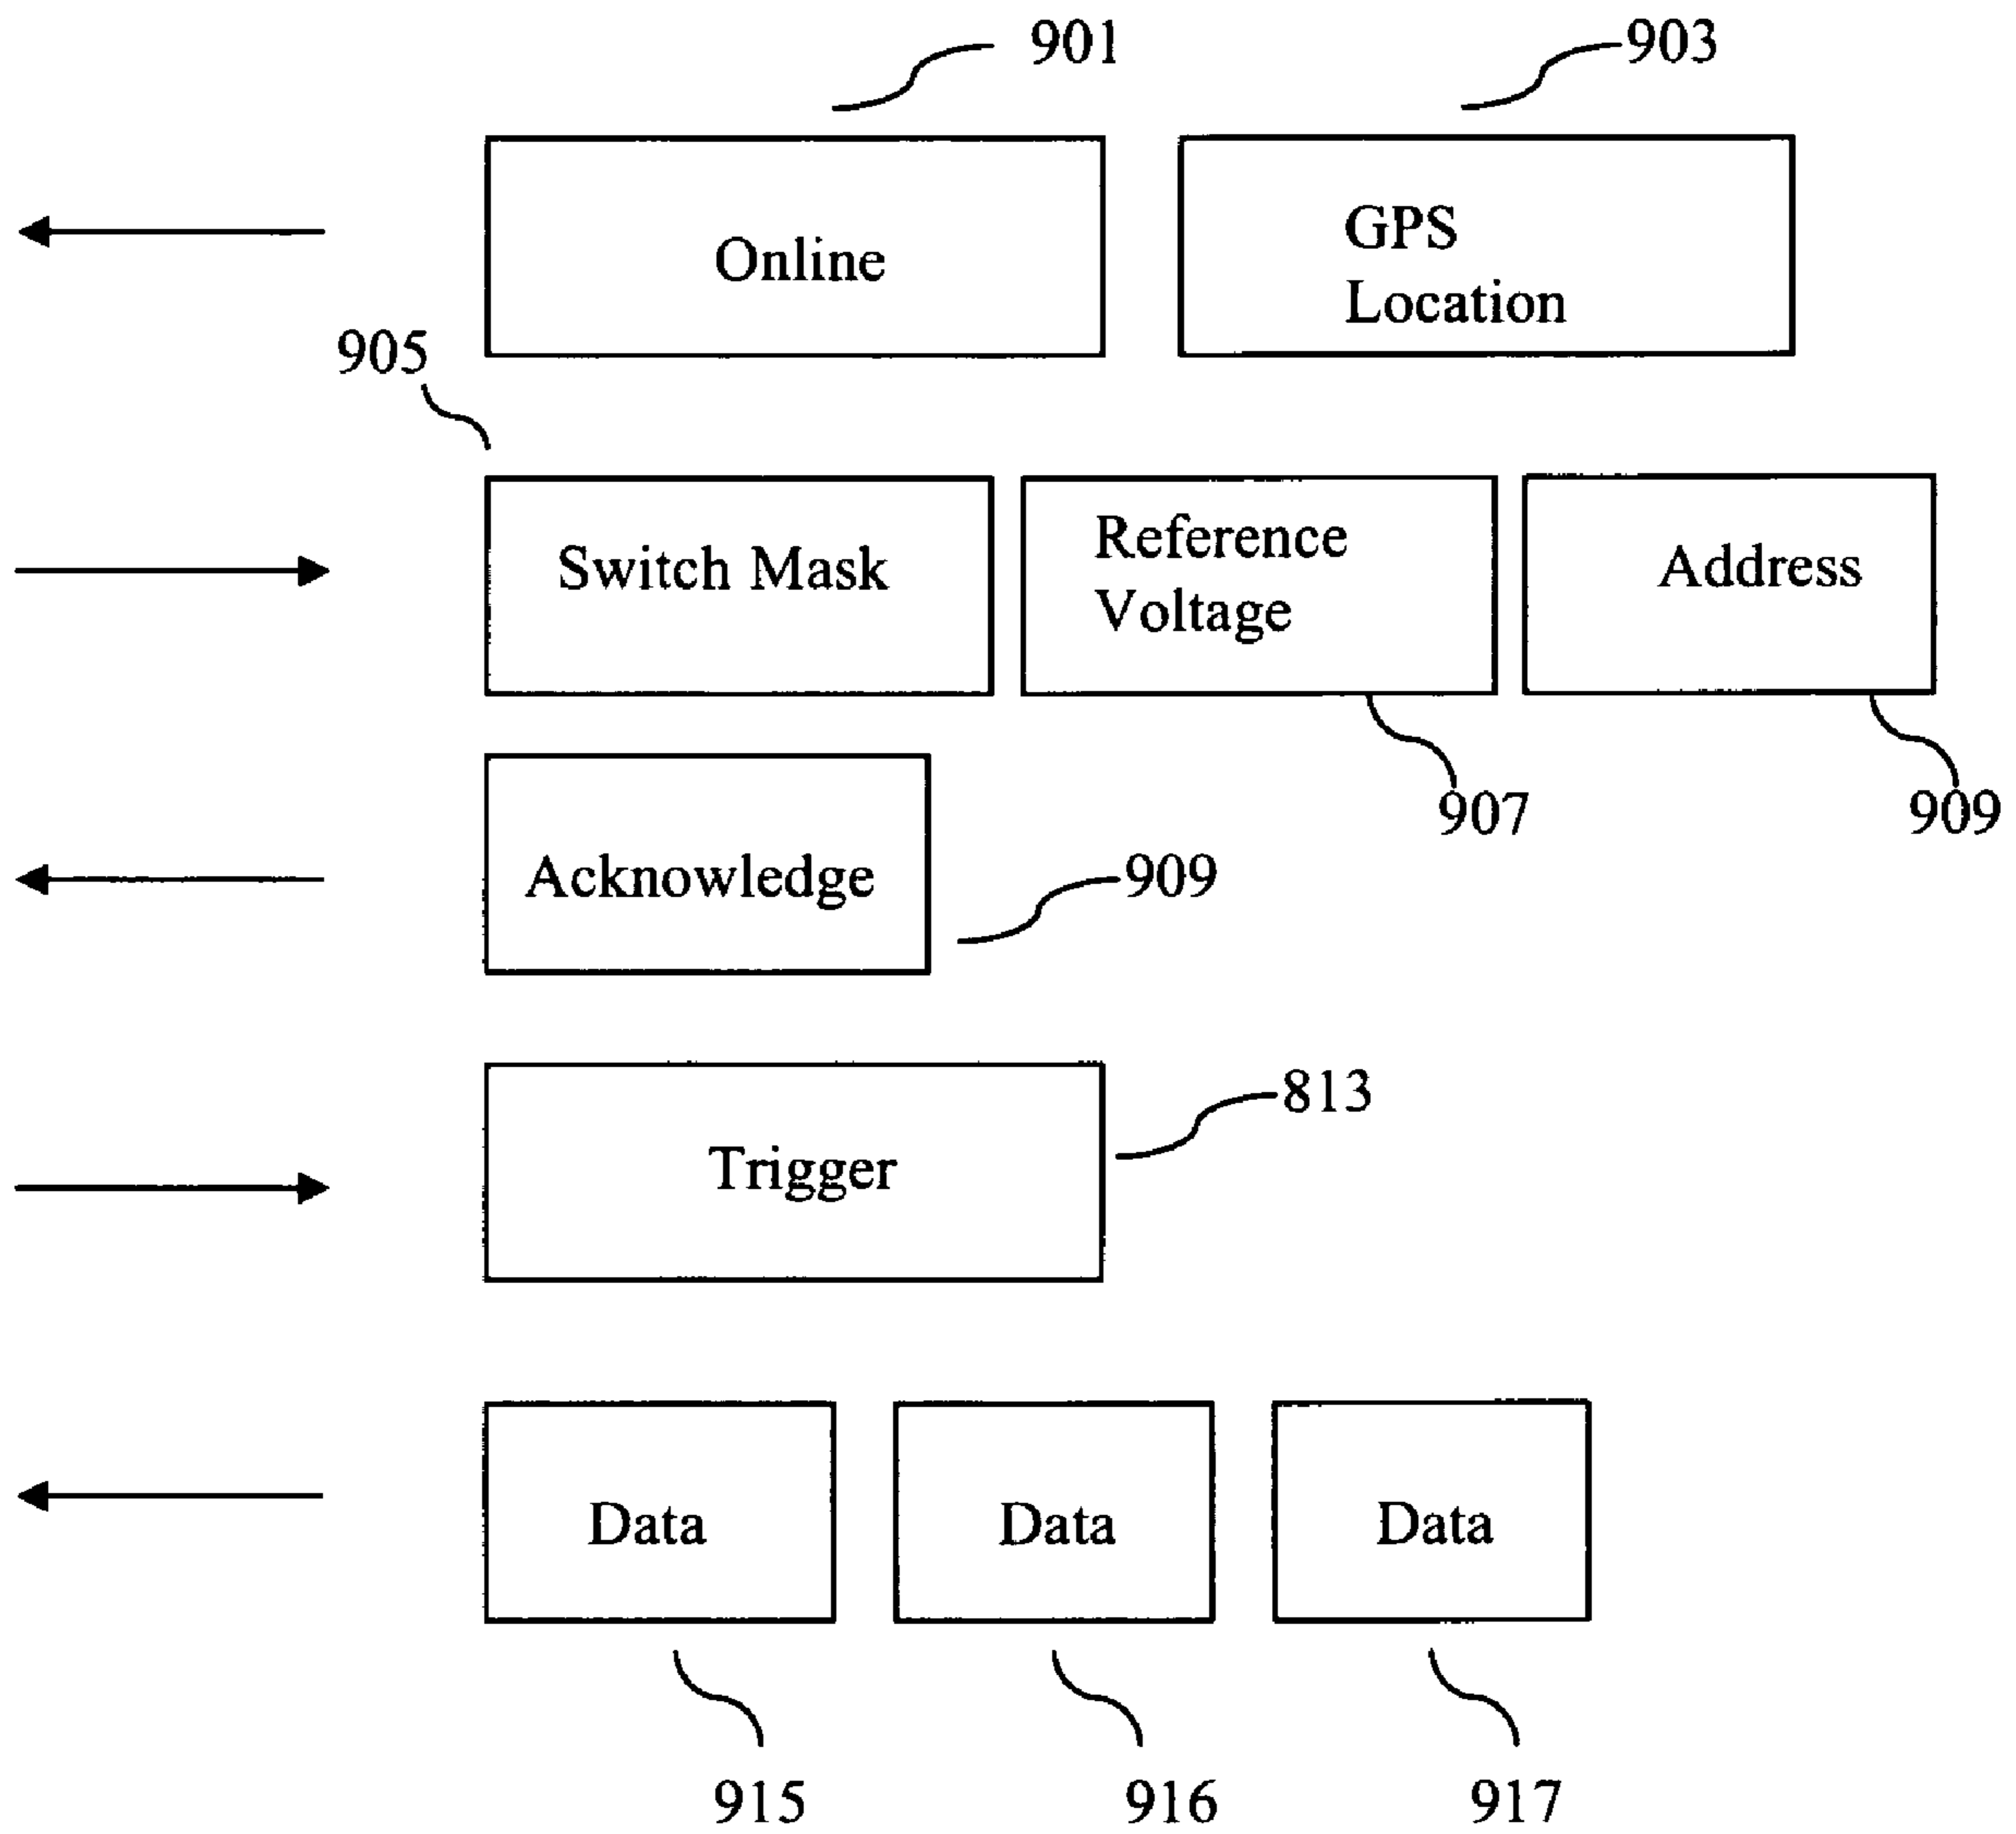 901
903
Online
GPS
Location
905
Switch Mask
Reference
Voltage
Address
907
909
Acknowledge
909
813
Trigger
Data
Data
Data
915
916
917